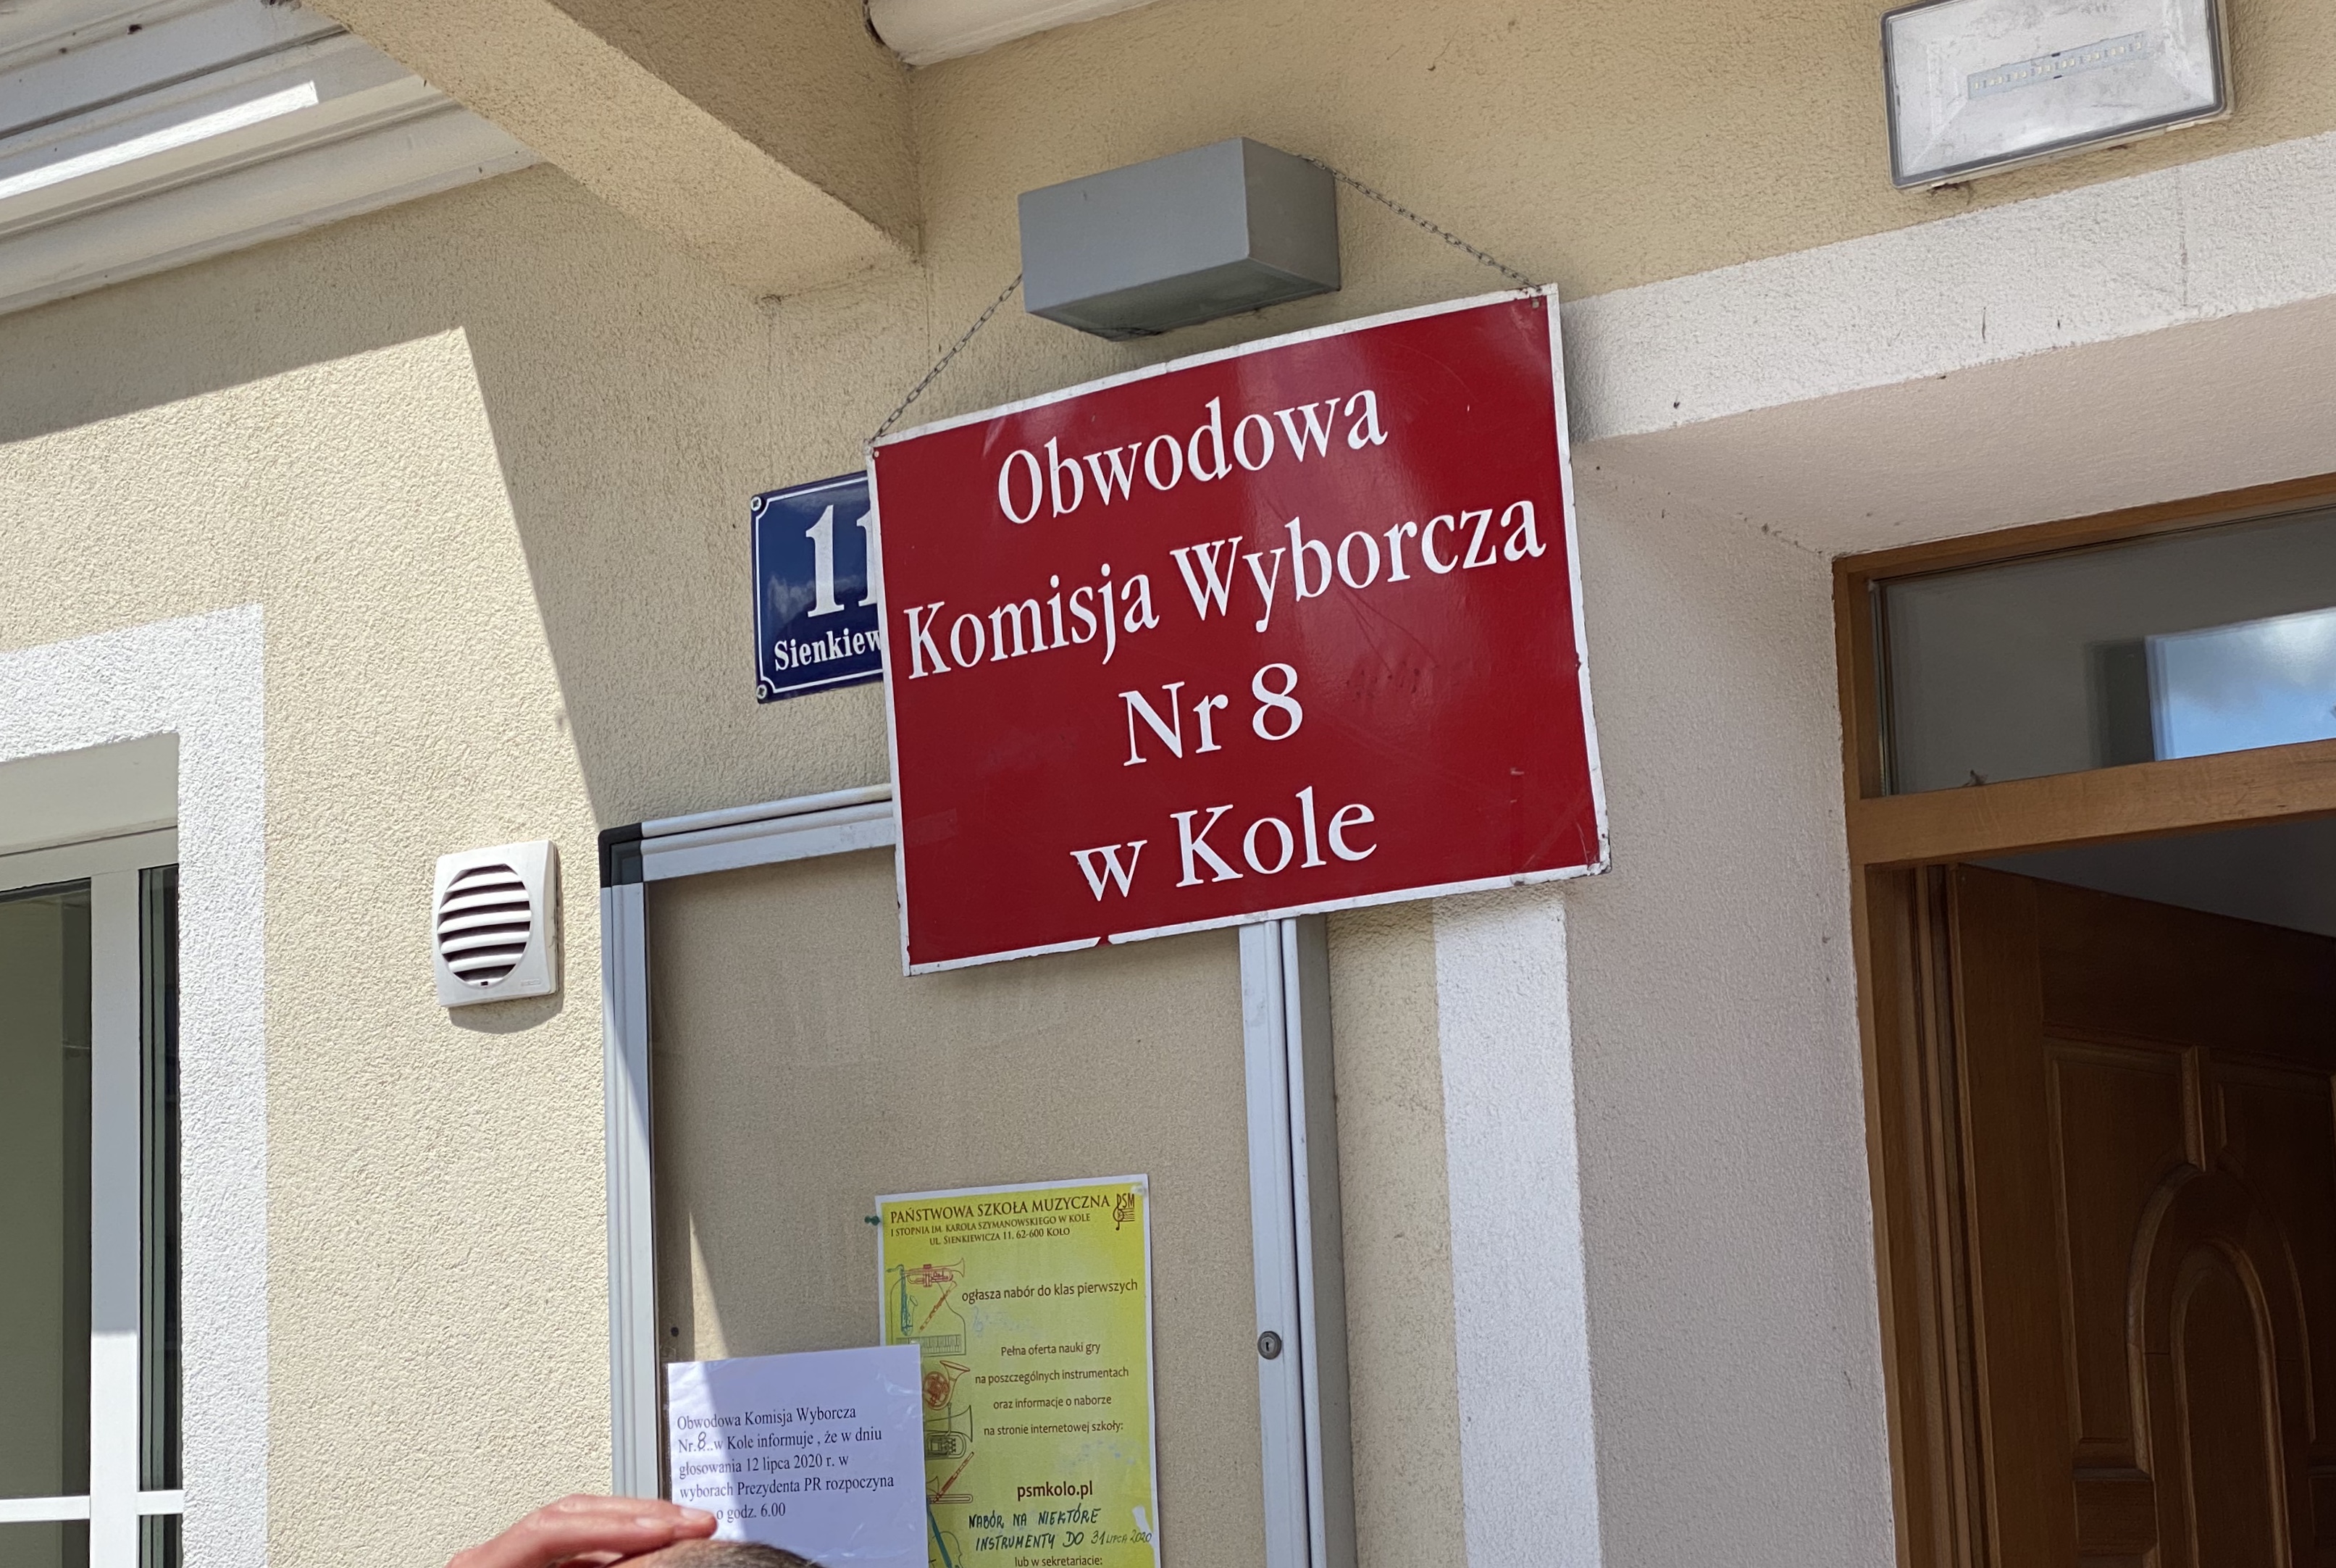 Obwodowa
Komisja Wyborcza
Nr 8
w Kole
11
Sienkiew
PAŃSTWOWA SZKOŁA MUZYCZNA
PSM
I STOPNIA IM. KAROLA SZYMANOWSKIEGO W KOLE
UL. SIENKIEWICZA 11, 62-600 KOŁO
ogłasza nabór do klas pierwszych
Pełna oferta nauki gry
na poszczególnych instrumentach
oraz informacje o naborze
na stronie internetowej szkoły:
psmkolo.pl
NABÓR NA NIEKTÓRE
INSTRUMENTY DO 31 LIPCA 2020
lub w sekretariacie:
Obwodowa Komisja Wyborcza
Nr.8..w Kole informuje , że w dniu
głosowania 12 lipca 2020 r. w
wyborach Prezydenta PR rozpoczyna
o godz. 6.00